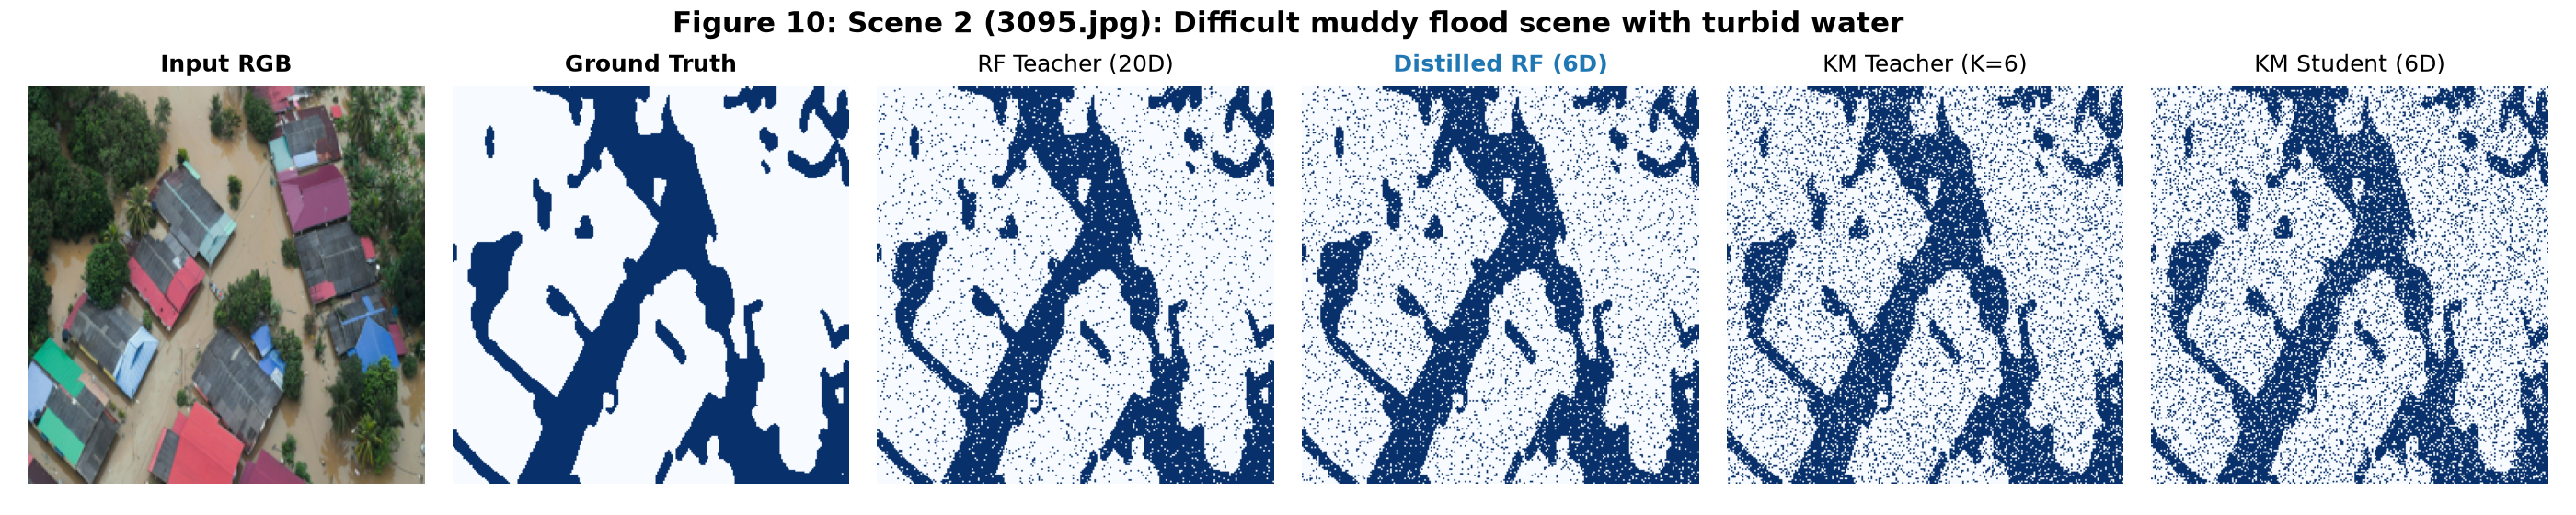 Figure 10: Scene 2 (3095.jpg): Difficult muddy flood scene with turbid water
Input RGB
Ground Truth
RF Teacher (20D)
Distilled RF (6D)
KM Teacher (K=6)
KM Student (6D)